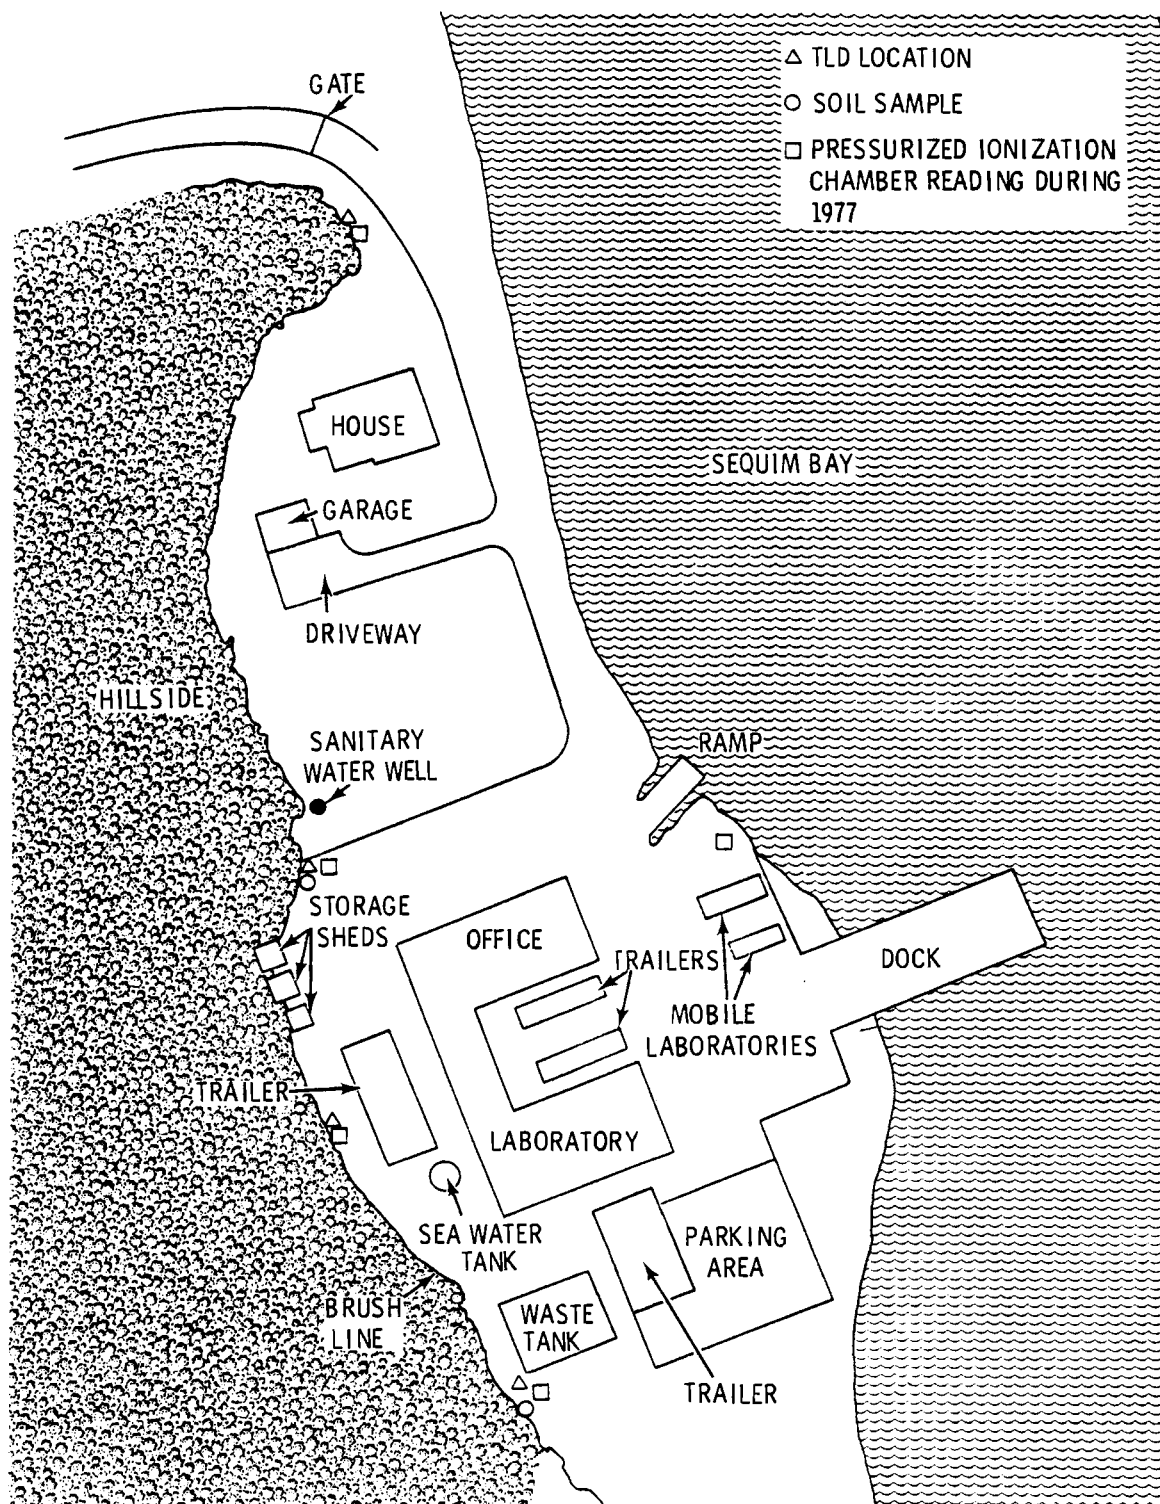 TLD LOCATION
SOIL SAMPLE
PRESSURIZED IONIZATION
CHAMBER READING DURING
1977
GATE
HOUSE
SEQUIM BAY
GARAGE
DRIVEWAY
HILLSIDE
SANITARY
WATER WELL
RAMP
STORAGE
SHEDS
OFFICE
TRAILERS
DOCK
MOBILE
LABORATORIES
TRAILER
LABORATORY
SEA WATER
TANK
PARKING
AREA
BRUSH
LINE
WASTE
TANK
TRAILER